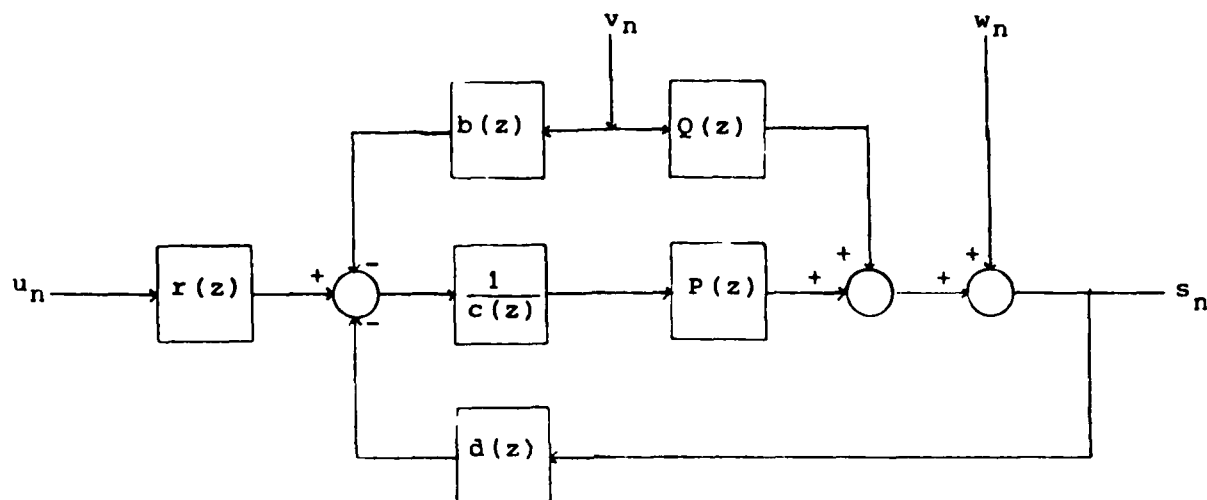 v_n
w_n
b(z)
Q(z)
+
-
+
+
u_n
r(z)
+
1
c(z)
P(z)
+
+
s_n
-
d(z)